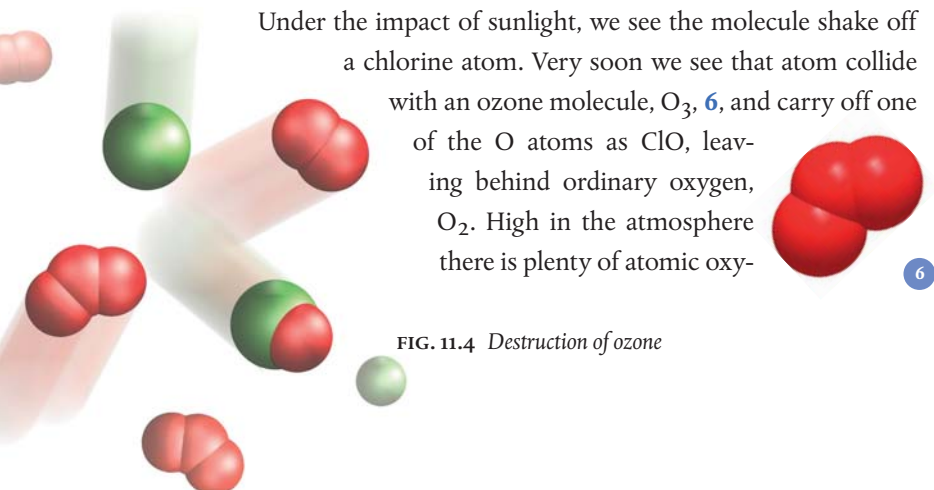 Under the impact of sunlight, we see the molecule shake off
a chlorine atom. Very soon we see that atom collide
with an ozone molecule, O₃, 6, and carry off one
of the O atoms as ClO, leav-
ing behind ordinary oxygen,
O₂. High in the atmosphere
there is plenty of atomic oxy-
6
FIG. 11.4 Destruction of ozone